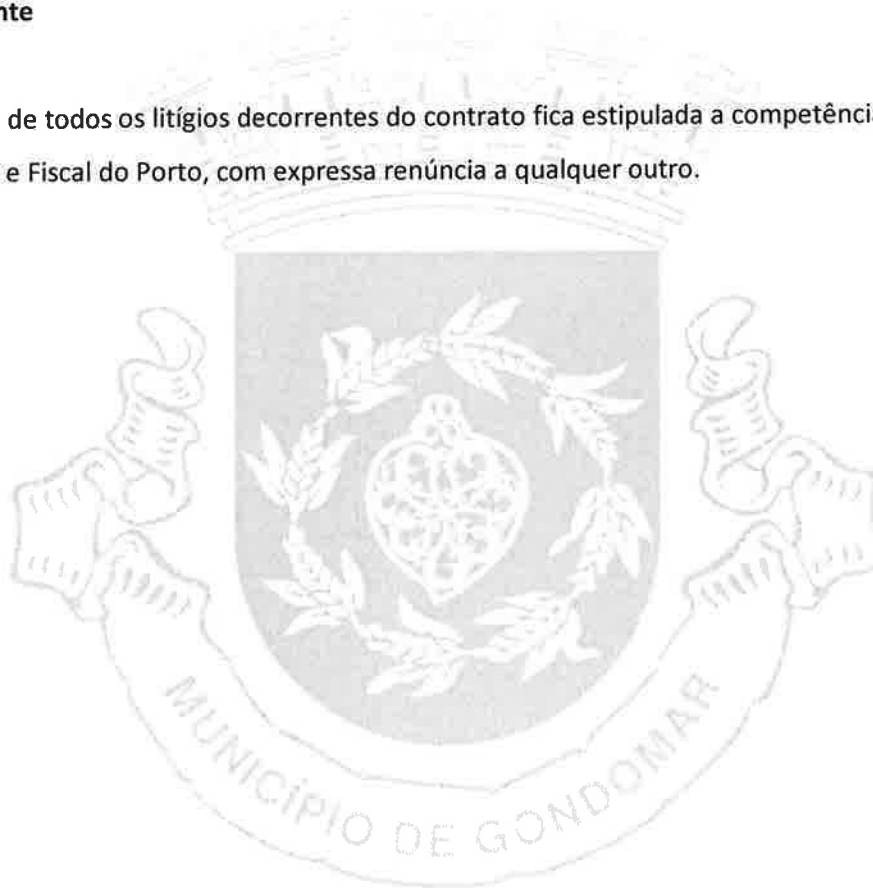 nte
de todos os litígios decorrentes do contrato fica estipulada a competência
e Fiscal do Porto, com expressa renúncia a qualquer outro.
MUNICÍPIO DE GONDOMAR